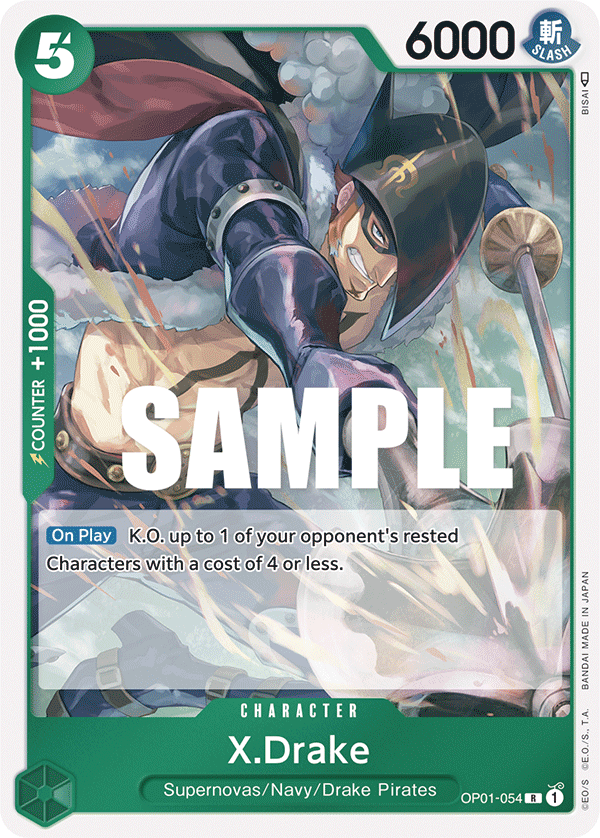 5
6000
斬
SLASH
BISAI
COUNTER +1000
SAMPLE
On Play K.O. up to 1 of your opponent's rested
Characters with a cost of 4 or less.
CHARACTER
X.Drake
Supernovas/Navy/Drake Pirates
OP01-054 R 1
©E.O/S ©E.O./S., T.A. BANDAI MADE IN JAPAN